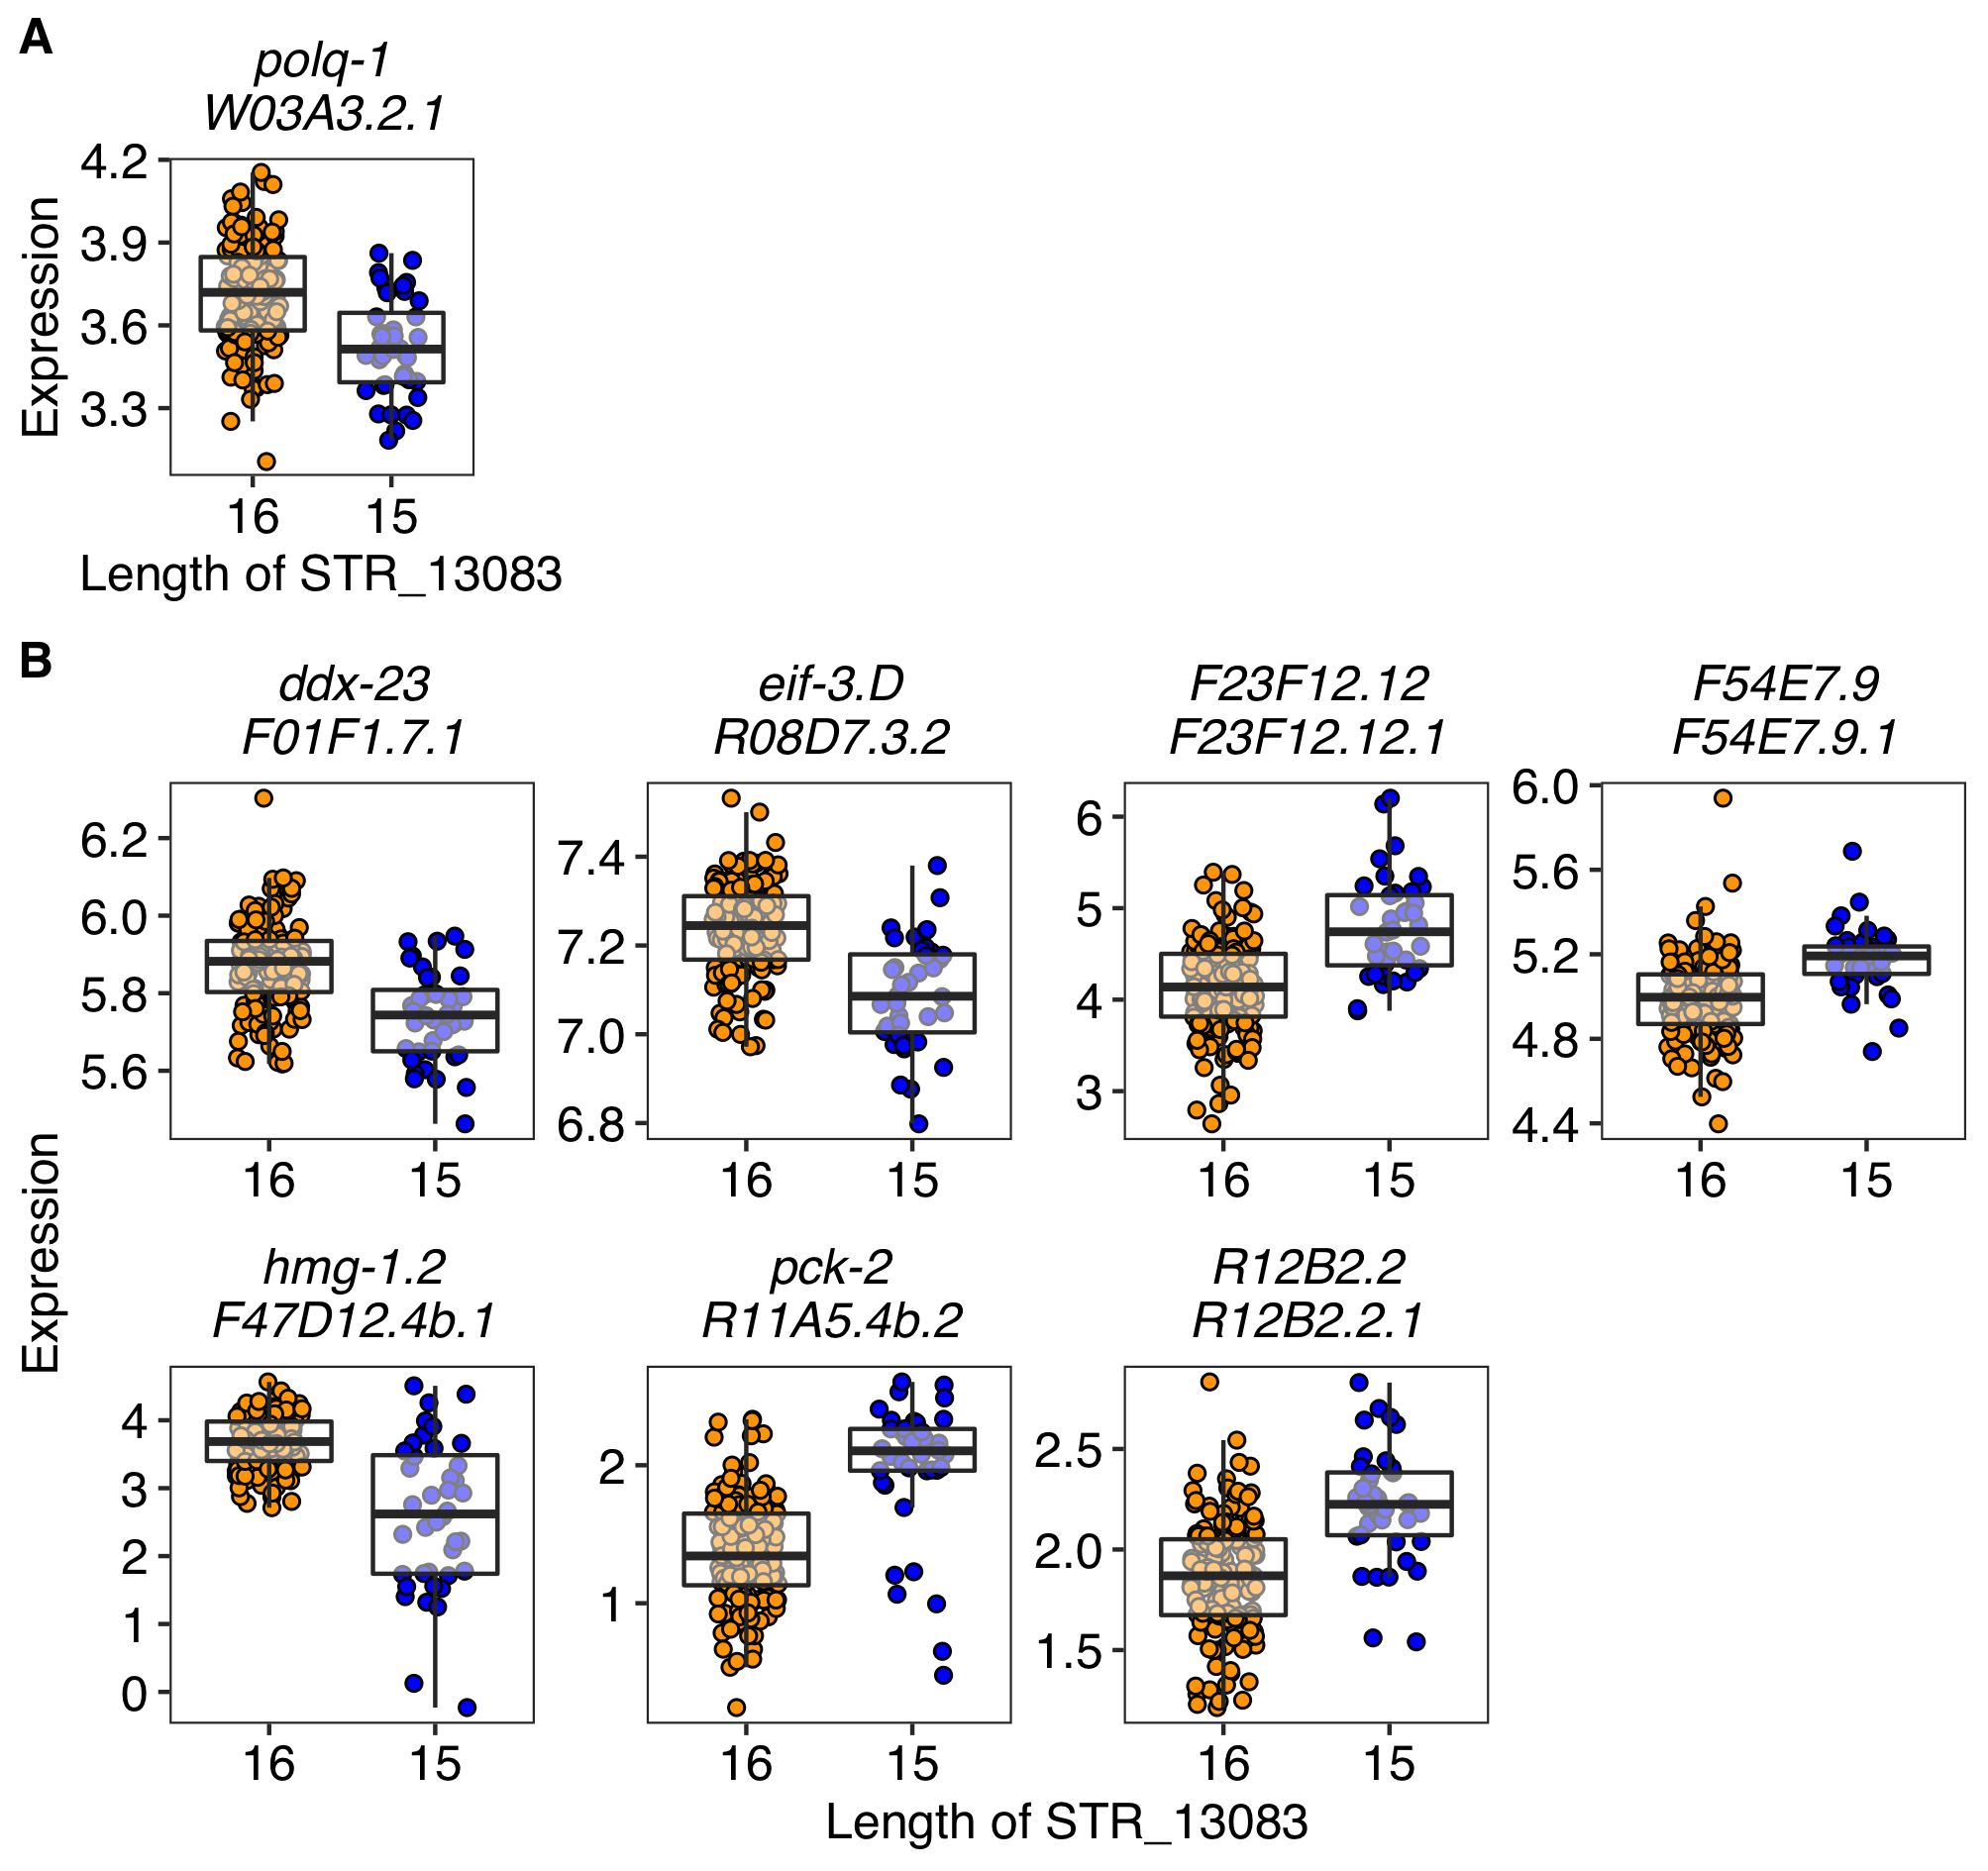 A
polq-1
W03A3.2.1
Expression
4.2
3.9
3.6
3.3
16 15
Length of STR_13083
B
ddx-23
F01F1.7.1
eif-3.D
R08D7.3.2
F23F12.12
F23F12.12.1
F54E7.9
F54E7.9.1
Expression
6.2
6.0
5.8
5.6
16 15
7.4
7.2
7.0
6.8
16 15
6
5
4
3
16 15
6.0
5.6
5.2
4.8
4.4
16 15
hmg-1.2
F47D12.4b.1
pck-2
R11A5.4b.2
R12B2.2
R12B2.2.1
4
3
2
1
0
16 15
2
1
16 15
2.5
2.0
1.5
16 15
Length of STR_13083